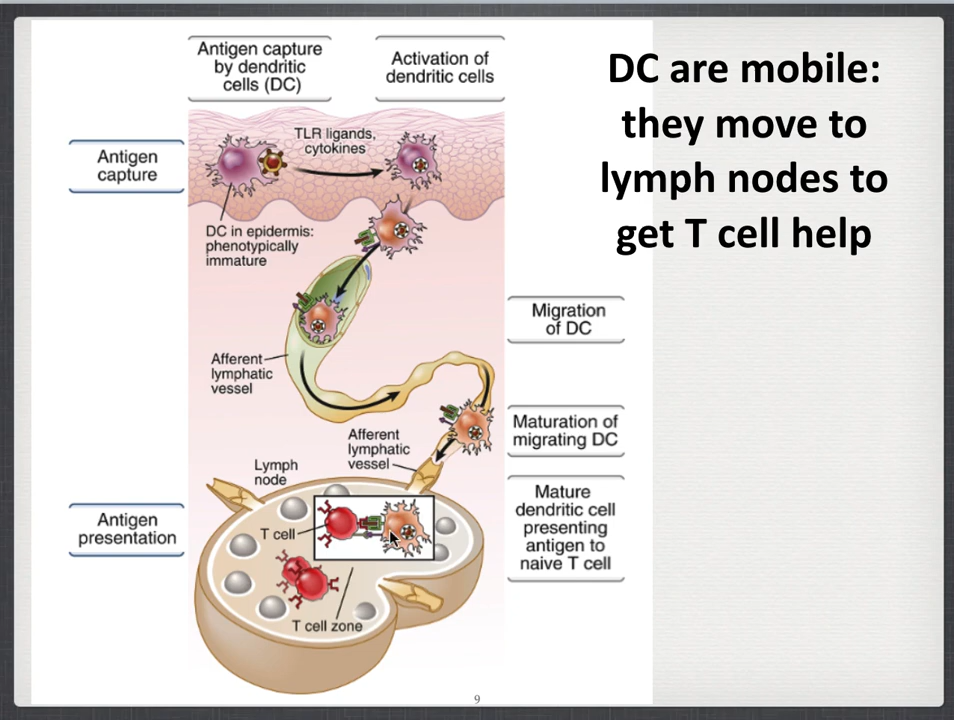 Antigen capture
by dendritic
cells (DC)
Activation of
dendritic cells
DC are mobile:
they move to
lymph nodes to
get T cell help
Antigen
capture
TLR ligands,
cytokines
DC in epidermis:
phenotypically
immature
Migration
of DC
Afferent
lymphatic
vessel
Maturation of
migrating DC
Afferent
lymphatic
vessel
Lymph
node
Mature
dendritic cell
presenting
antigen to
naive T cell
Antigen
presentation
T cell
T cell zone
9